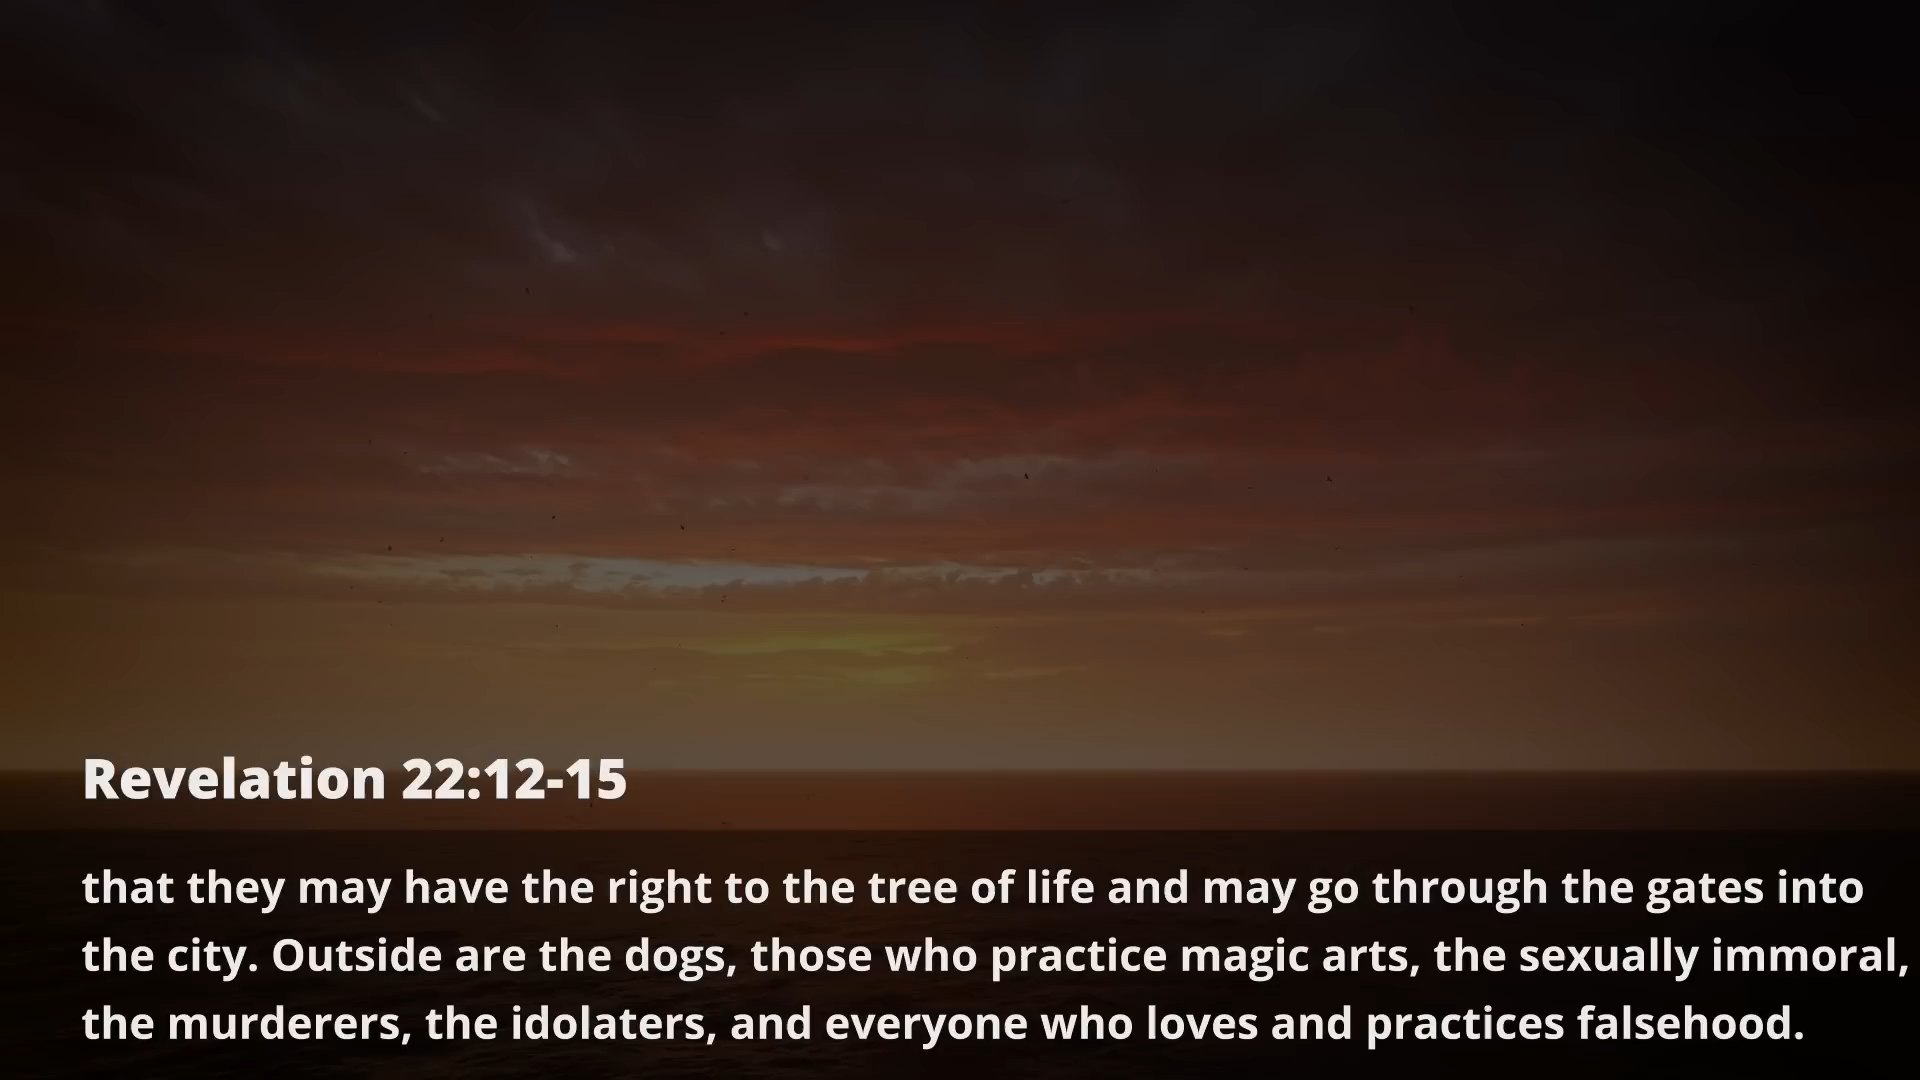 Revelation 22:12-15
that they may have the right to the tree of life and may go through the gates into
the city. Outside are the dogs, those who practice magic arts, the sexually immoral,
the murderers, the idolaters, and everyone who loves and practices falsehood.